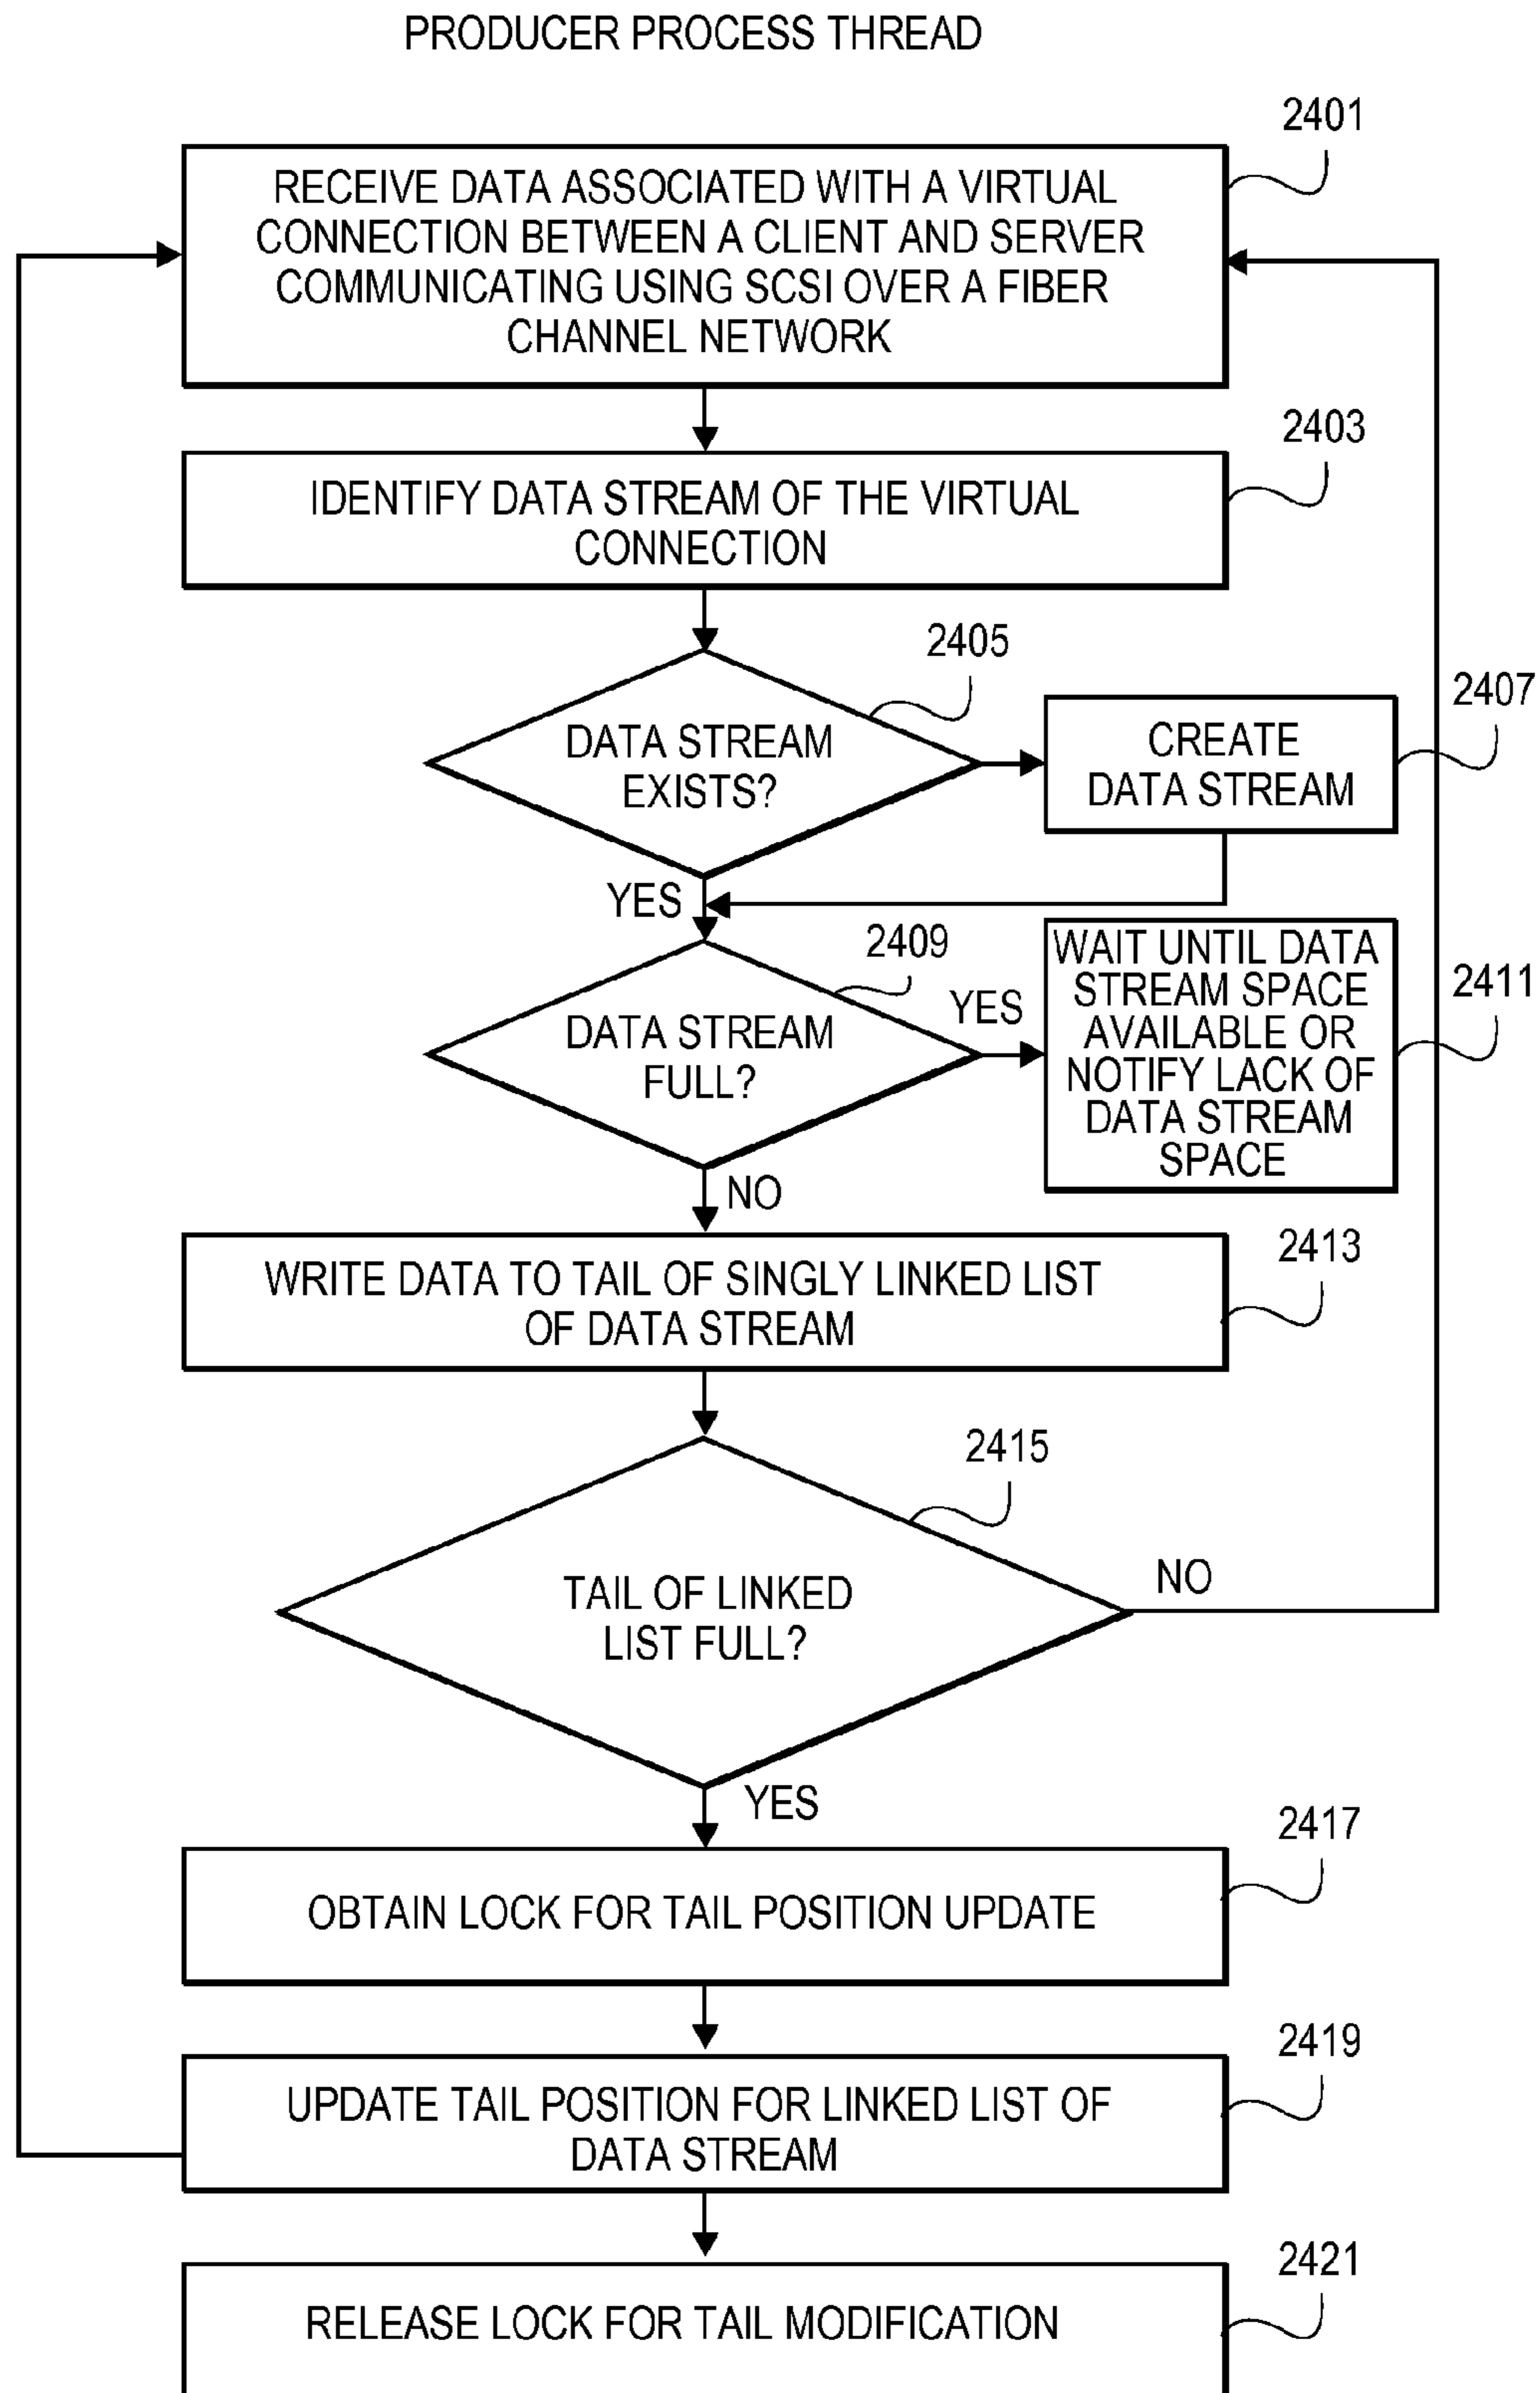 PRODUCER PROCESS THREAD
2401
RECEIVE DATA ASSOCIATED WITH A VIRTUAL
CONNECTION BETWEEN A CLIENT AND SERVER
COMMUNICATING USING SCSI OVER A FIBER
CHANNEL NETWORK
2403
IDENTIFY DATA STREAM OF THE VIRTUAL
CONNECTION
2405
DATA STREAM
EXISTS?
2407
CREATE
DATA STREAM
YES
2409
DATA STREAM
FULL?
YES
2411
WAIT UNTIL DATA
STREAM SPACE
AVAILABLE OR
NOTIFY LACK OF
DATA STREAM
SPACE
NO
2413
WRITE DATA TO TAIL OF SINGLY LINKED LIST
OF DATA STREAM
2415
TAIL OF LINKED
LIST FULL?
NO
YES
2417
OBTAIN LOCK FOR TAIL POSITION UPDATE
2419
UPDATE TAIL POSITION FOR LINKED LIST OF
DATA STREAM
2421
RELEASE LOCK FOR TAIL MODIFICATION